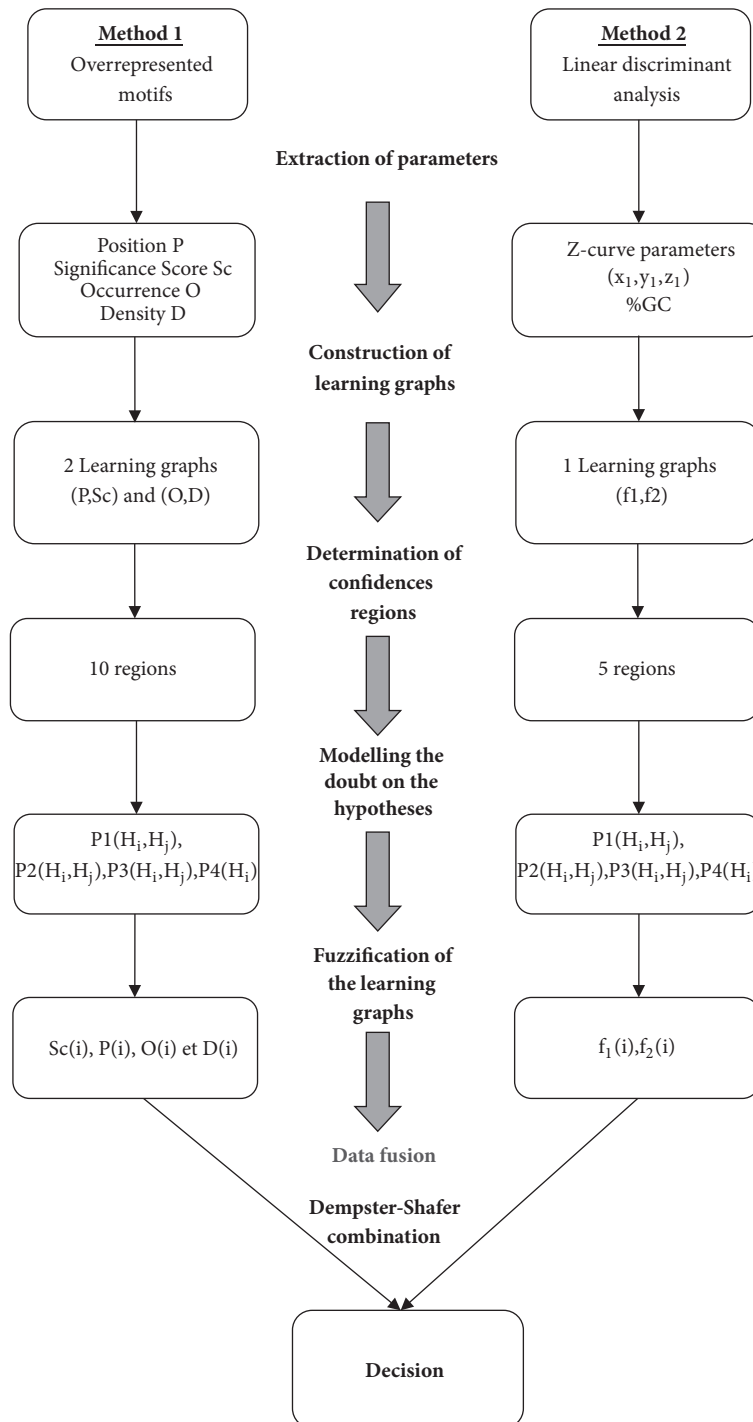 Method 1
Overrepresented
motifs
Method 2
Linear discriminant
analysis
Extraction of parameters
Position P
Significance Score Sc
Occurrence O
Density D
Z-curve parameters
(x₁,y₁,z₁)
%GC
Construction of
learning graphs
2 Learning graphs
(P,Sc) and (O,D)
1 Learning graphs
(f1,f2)
Determination of
confidences
regions
10 regions
5 regions
Modelling the
doubt on the
hypotheses
P1(Hᵢ,Hⱼ),
P2(Hᵢ,Hⱼ),P3(Hᵢ,Hⱼ),P4(Hᵢ)
P1(Hᵢ,Hⱼ),
P2(Hᵢ,Hⱼ),P3(Hᵢ,Hⱼ),P4(Hᵢ
Fuzzification of
the learning
graphs
Sc(i), P(i), O(i) et D(i)
f₁(i),f₂(i)
Data fusion
Dempster-Shafer
combination
Decision